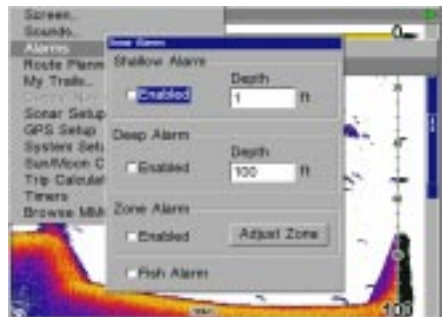 Screen...
Sounds...
Alarms
Route Plann
My Trails...
Sonar Setup
GPS Setup
System Setu
Sun/Moon C
Trip Calculat
Timers
Browse MM
Sonar Alarms
Shallow Alarm
Enabled
Depth
1 ft
Deep Alarm
Enabled
Depth
100 ft
Zone Alarm
Enabled
Adjust Zone
Fish Alarm
0
100